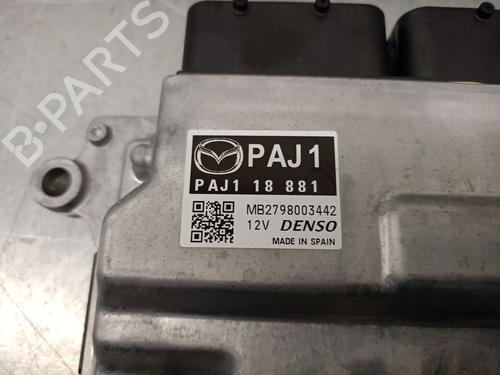 B-PARTS
PAJ1
PAJ1 18 881
MB2798003442
12V DENSO
MADE IN SPAIN